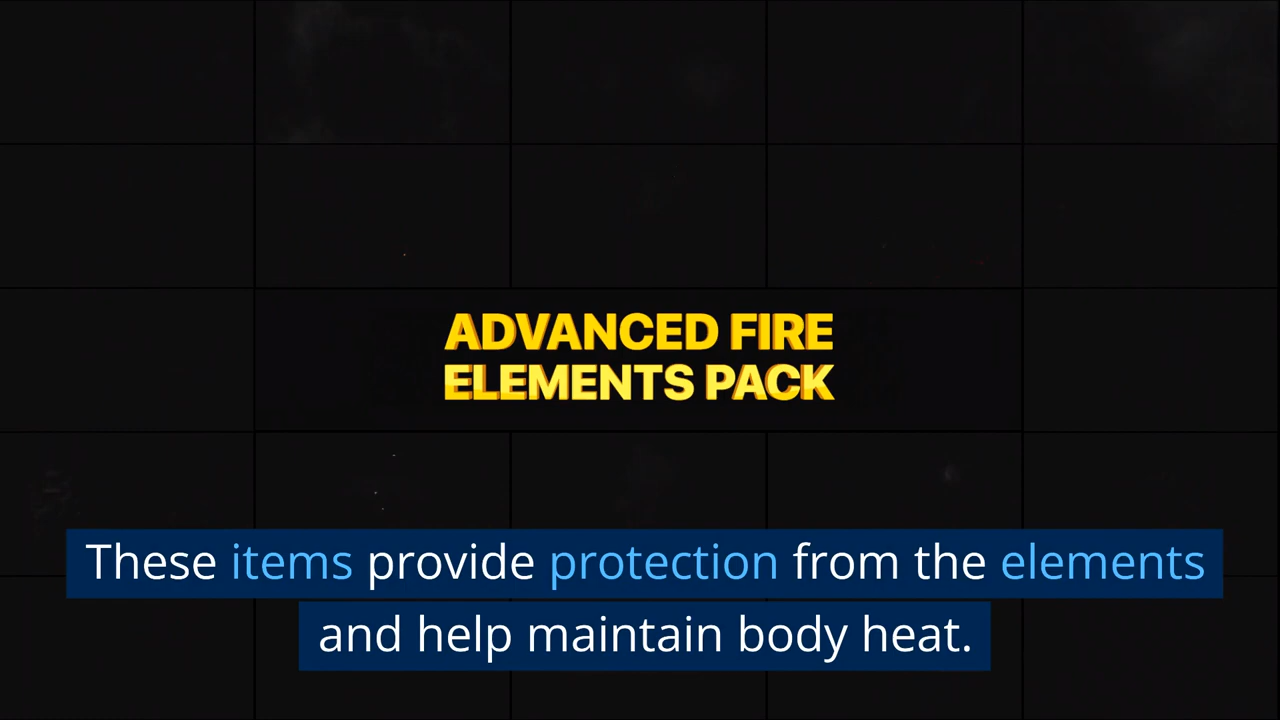 ADVANCED FIRE
ELEMENTS PACK
These items provide protection from the elements
and help maintain body heat.